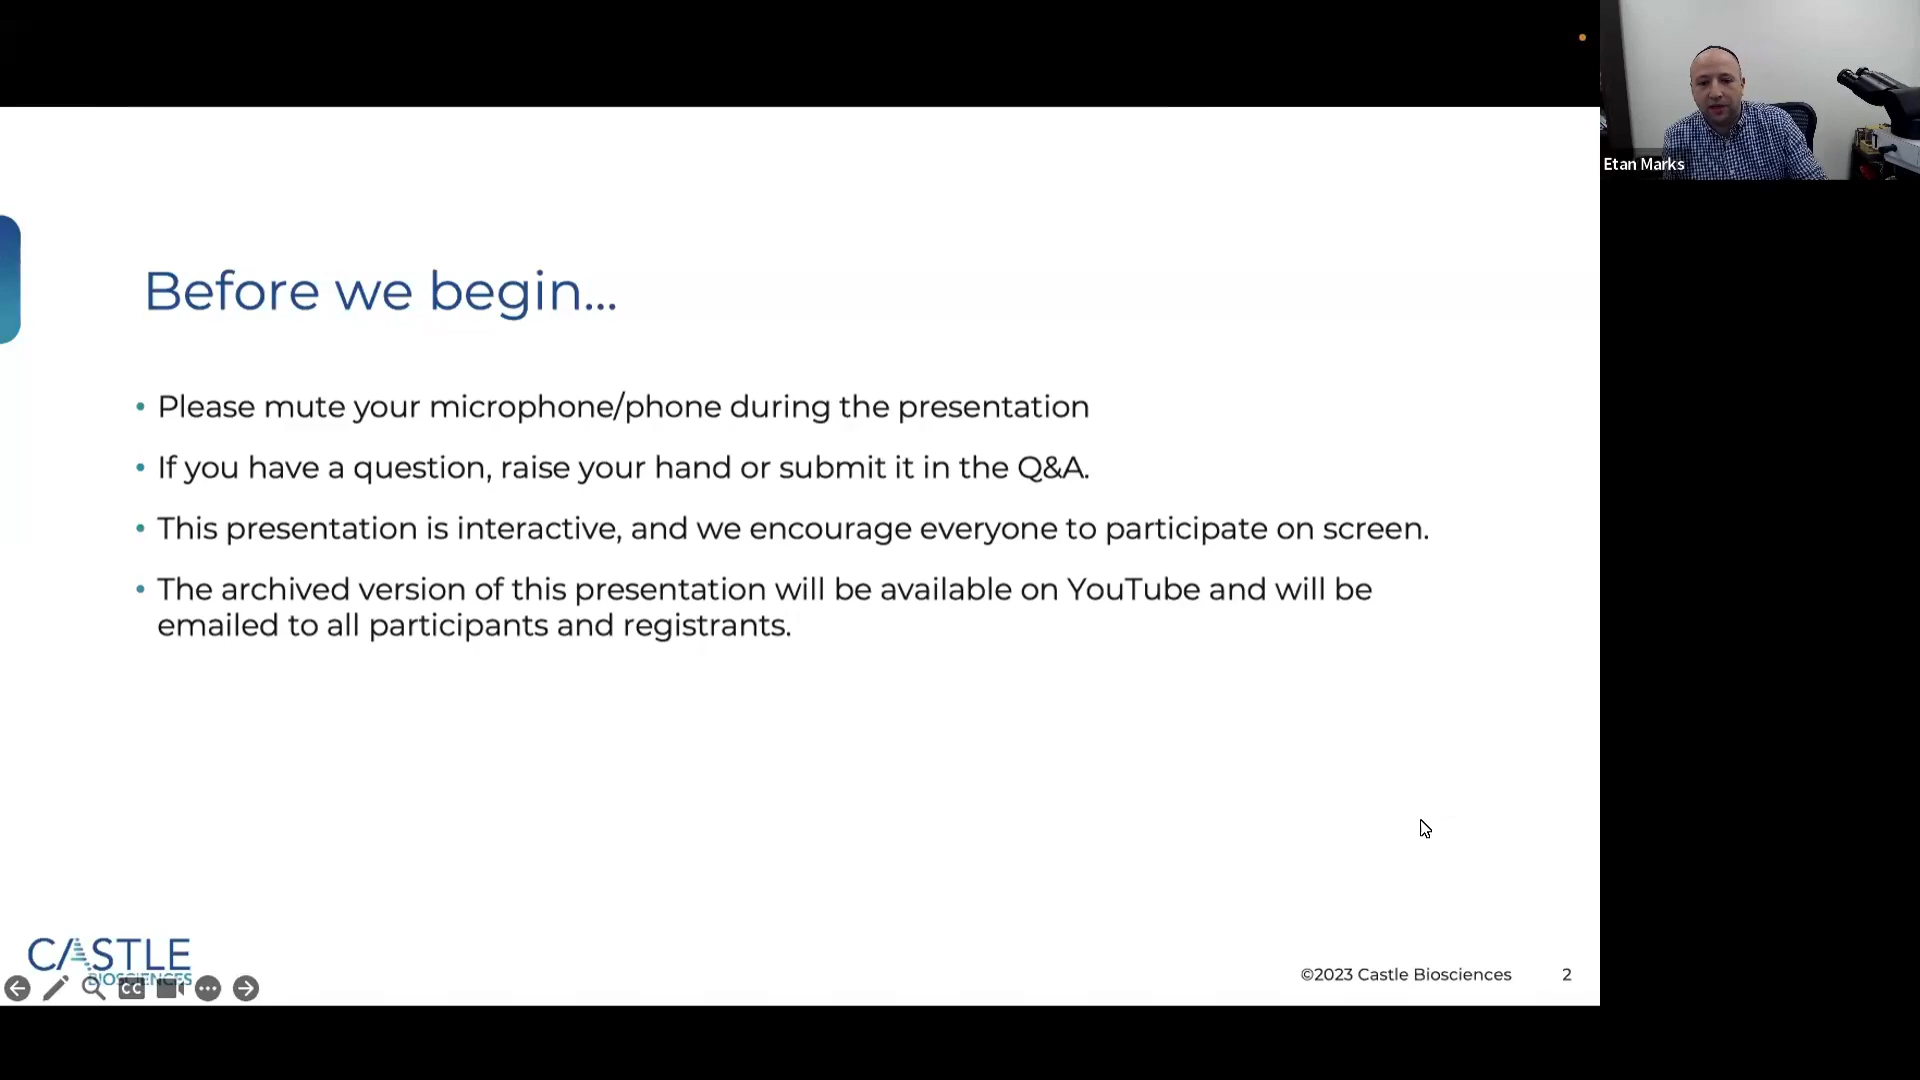 Etan Marks
Before we begin...
• Please mute your microphone/phone during the presentation
• If you have a question, raise your hand or submit it in the Q&A.
• This presentation is interactive, and we encourage everyone to participate on screen.
• The archived version of this presentation will be available on YouTube and will be
emailed to all participants and registrants.
CASTLE
BIOSCIENCES
CC
©2023 Castle Biosciences
2